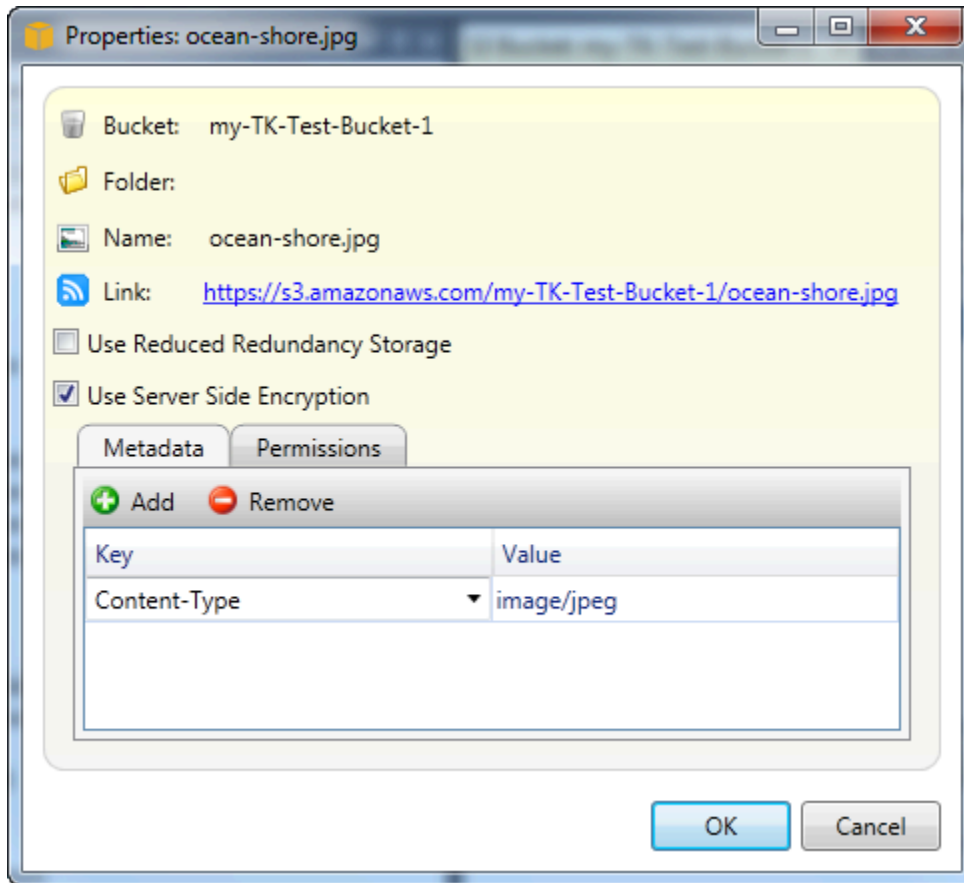 Properties: ocean-shore.jpg
Bucket: my-TK-Test-Bucket-1
Folder:
Name: ocean-shore.jpg
Link: https://s3.amazonaws.com/my-TK-Test-Bucket-1/ocean-shore.jpg
Use Reduced Redundancy Storage
Use Server Side Encryption
Metadata Permissions
Add Remove
Key Value
Content-Type image/jpeg
OK Cancel